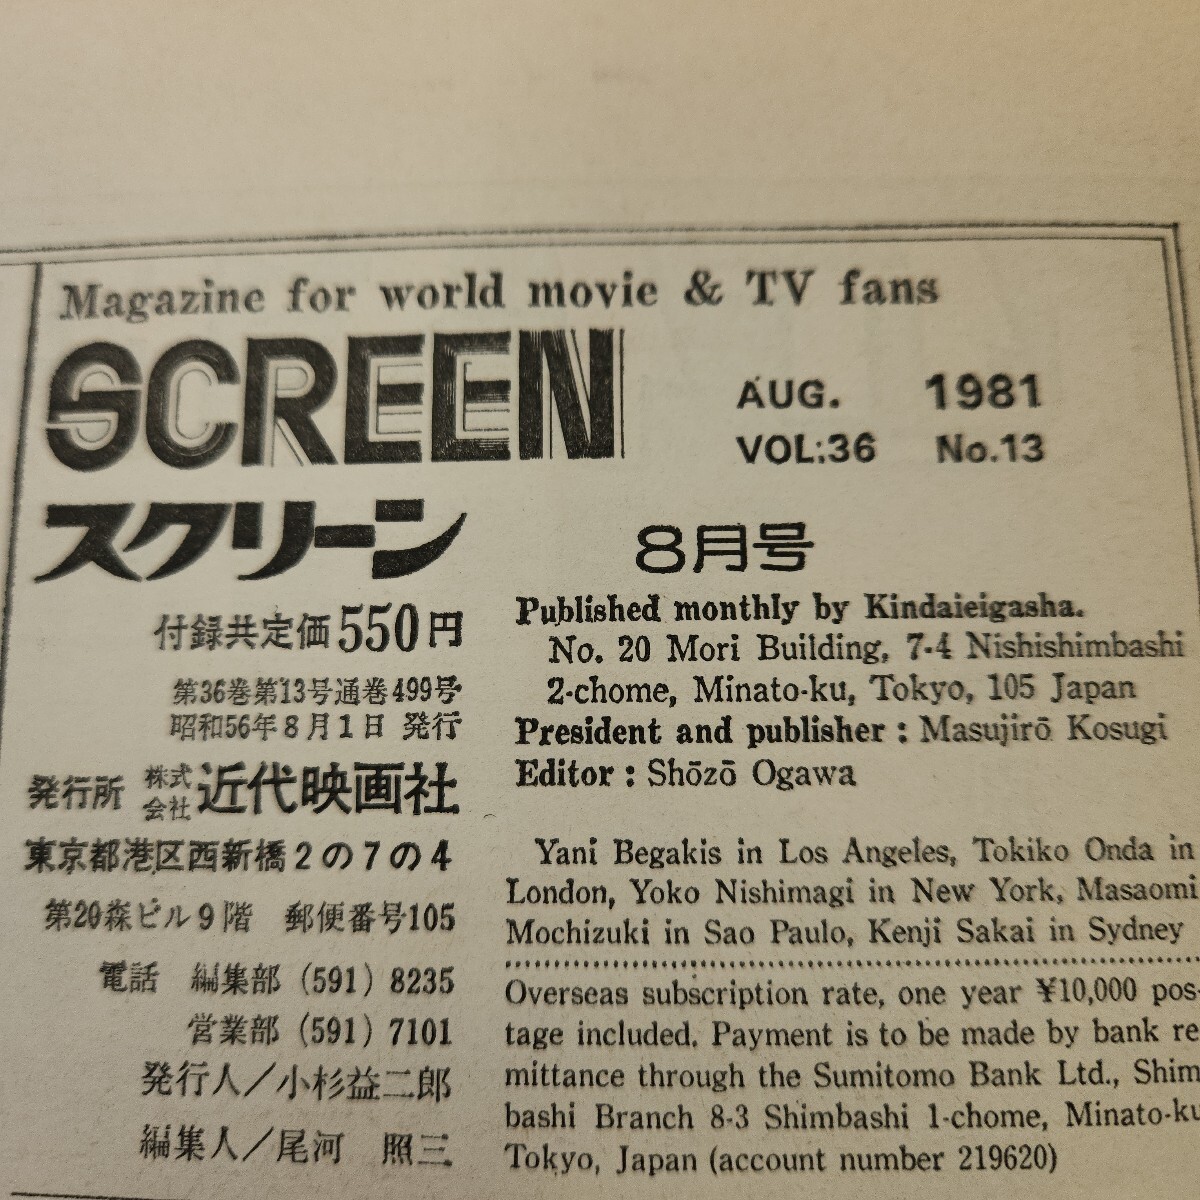 Magazine for world movie & TV fans
SCREEN
AUG. 1981
VOL:36 No.13
スクリーン
8月号
付録共定価550円
第36巻第13号通巻499号
昭和56年8月1日 発行
発行所 株式会社 近代映画社
東京都港区西新橋2の7の4
第20森ビル9階 郵便番号105
電話 編集部 (591) 8235
営業部 (591) 7101
発行人/小杉益二郎
編集人/尾河 照三
Published monthly by Kindaieigasha.
No. 20 Mori Building, 7-4 Nishishimbashi
2-chome, Minato-ku, Tokyo, 105 Japan
President and publisher : Masujirō Kosugi
Editor : Shōzō Ogawa
Yani Begakis in Los Angeles, Tokiko Onda in
London, Yoko Nishimagi in New York, Masaomi
Mochizuki in Sao Paulo, Kenji Sakai in Sydney
Overseas subscription rate, one year ¥10,000 pos-
tage included. Payment is to be made by bank re
mittance through the Sumitomo Bank Ltd., Shim
bashi Branch 8-3 Shimbashi 1-chome, Minato-ku
Tokyo, Japan (account number 219620)